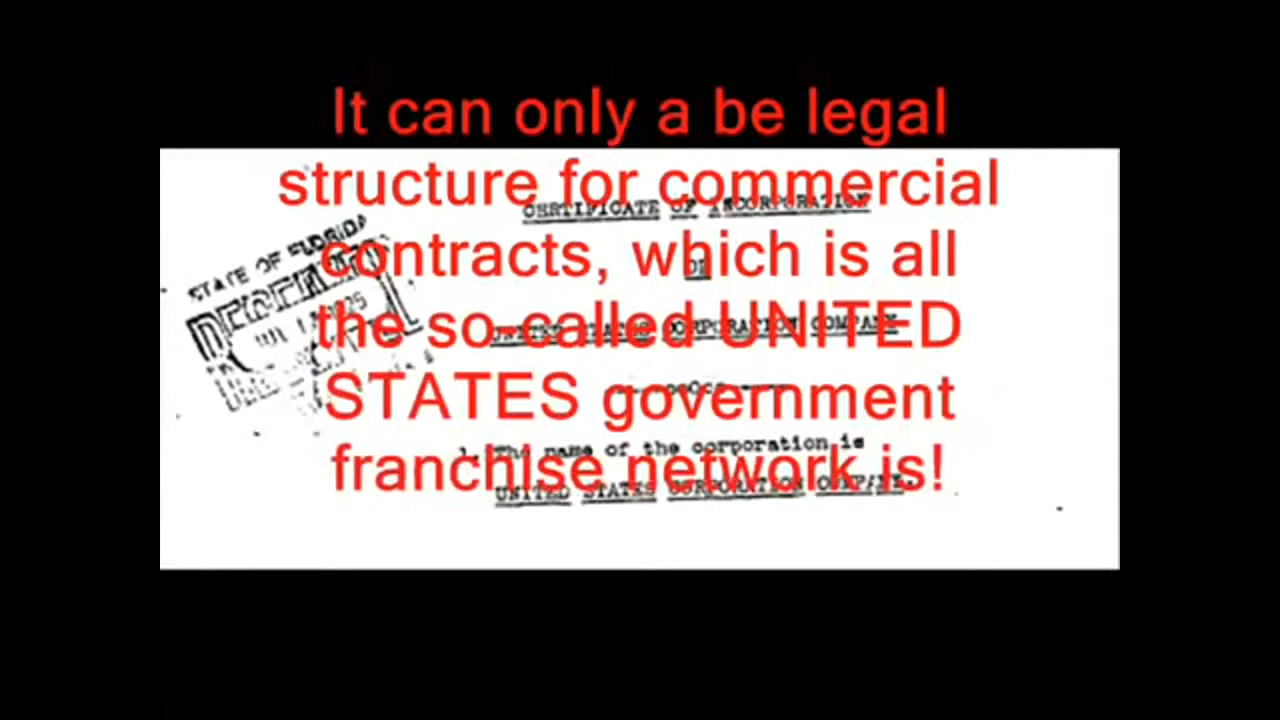 It can only a be legal
structure for commercial
CERTIFICATE OF INCORPORATION
STATE OF FLORIDA
contracts, which is all
OF
the so-called UNITED
UNITED STATES CORPORATION COMPANY
STATES government
1. The name of the corporation is
franchise network is!
UNITED STATES CORPORATION COMPANY.